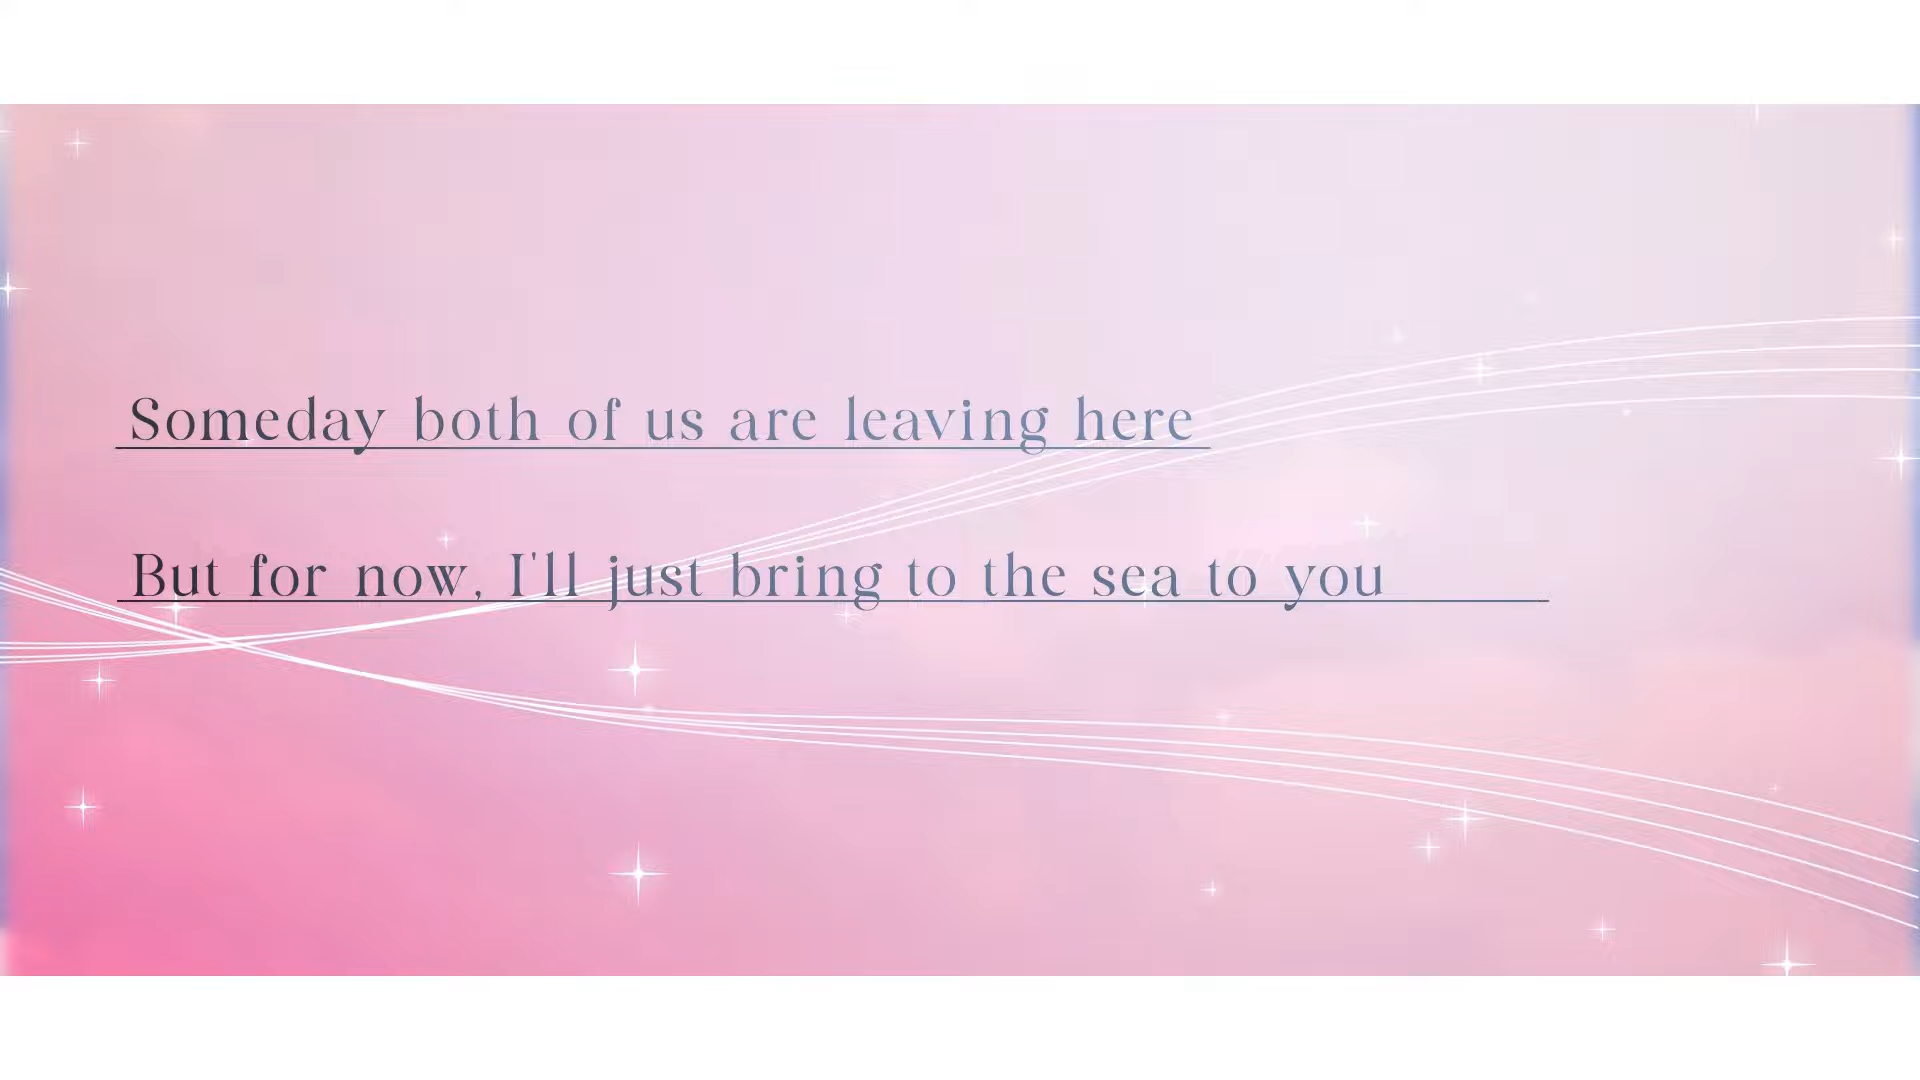 Someday both of us are leaving here
But for now, I'll just bring to the sea to you